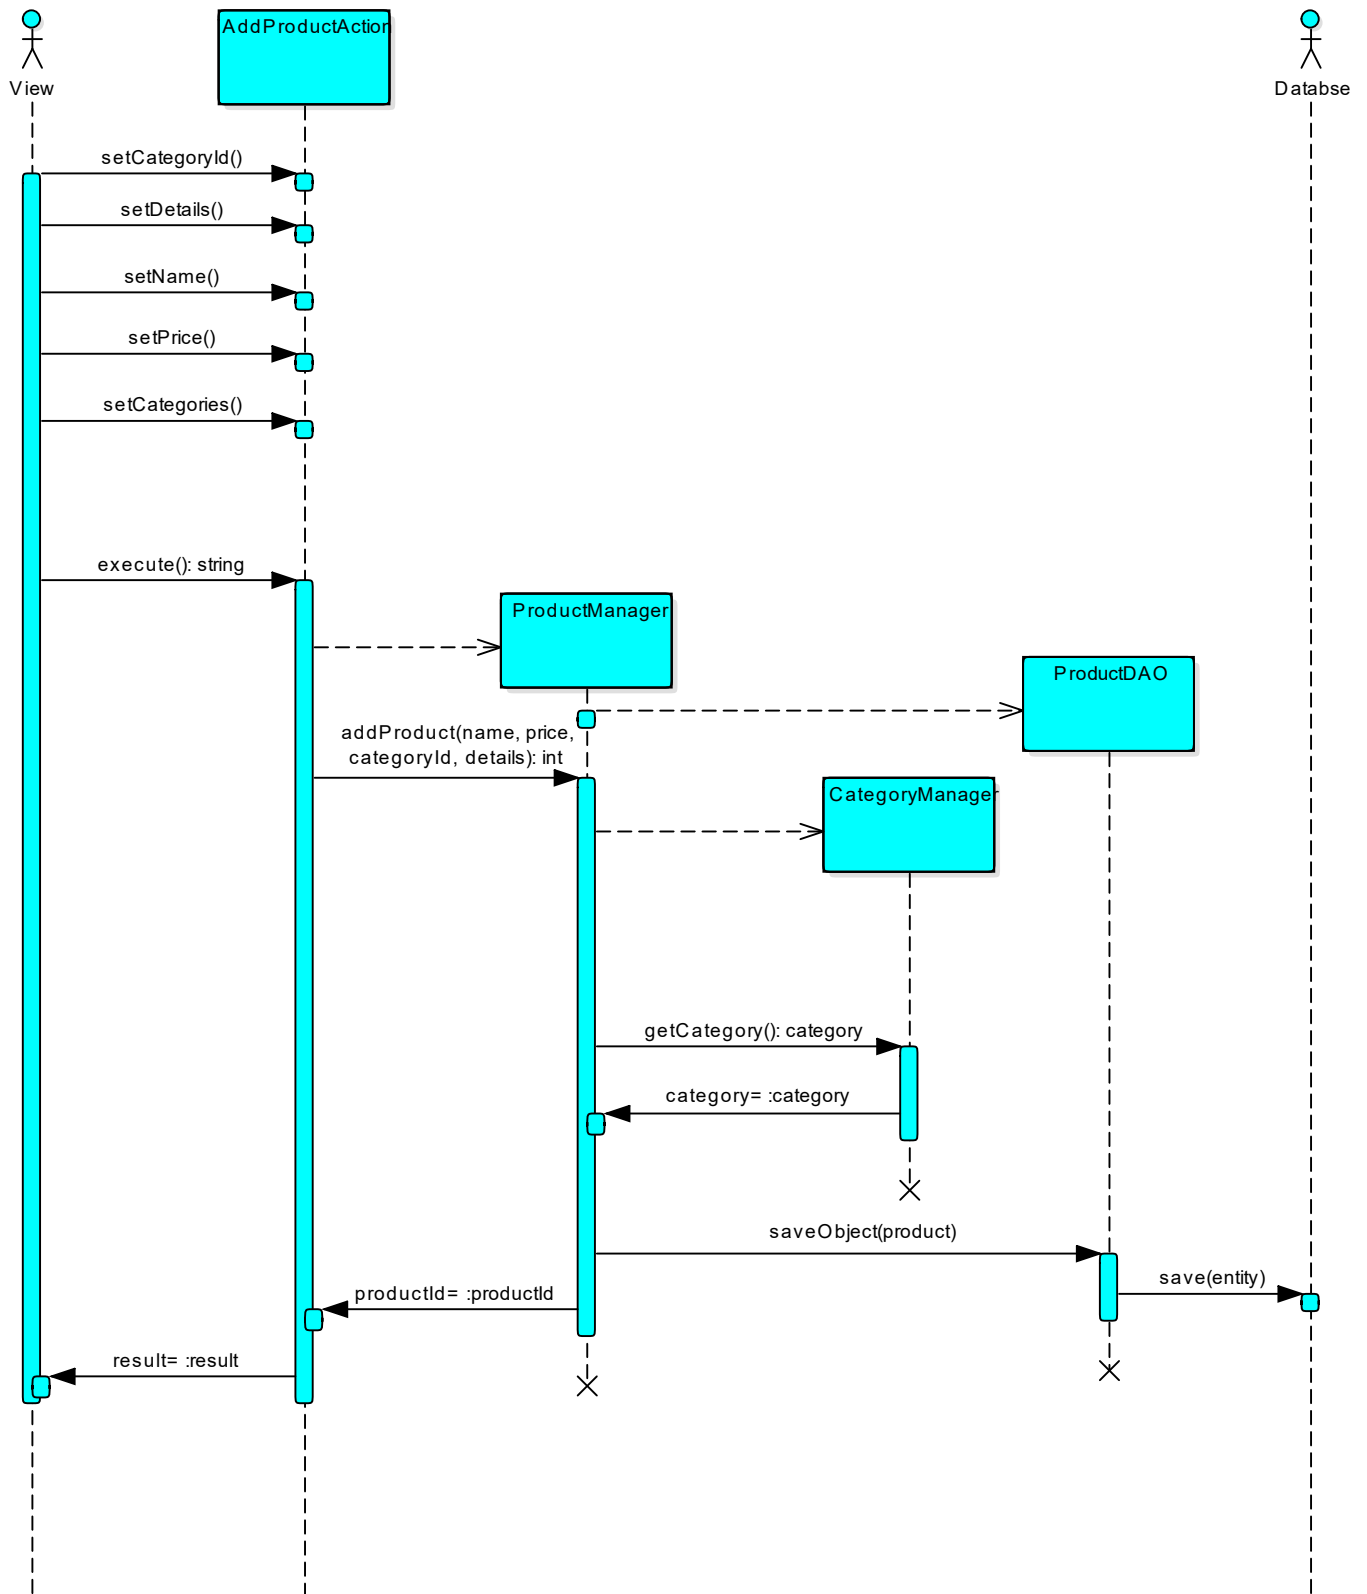 AddProductAction
View
Databse
setCategoryId()
setDetails()
setName()
setPrice()
setCategories()
execute(): string
ProductManager
ProductDAO
addProduct(name, price,
categoryId, details): int
CategoryManager
getCategory(): category
category= :category
saveObject(product)
save(entity)
productId= :productId
result= :result